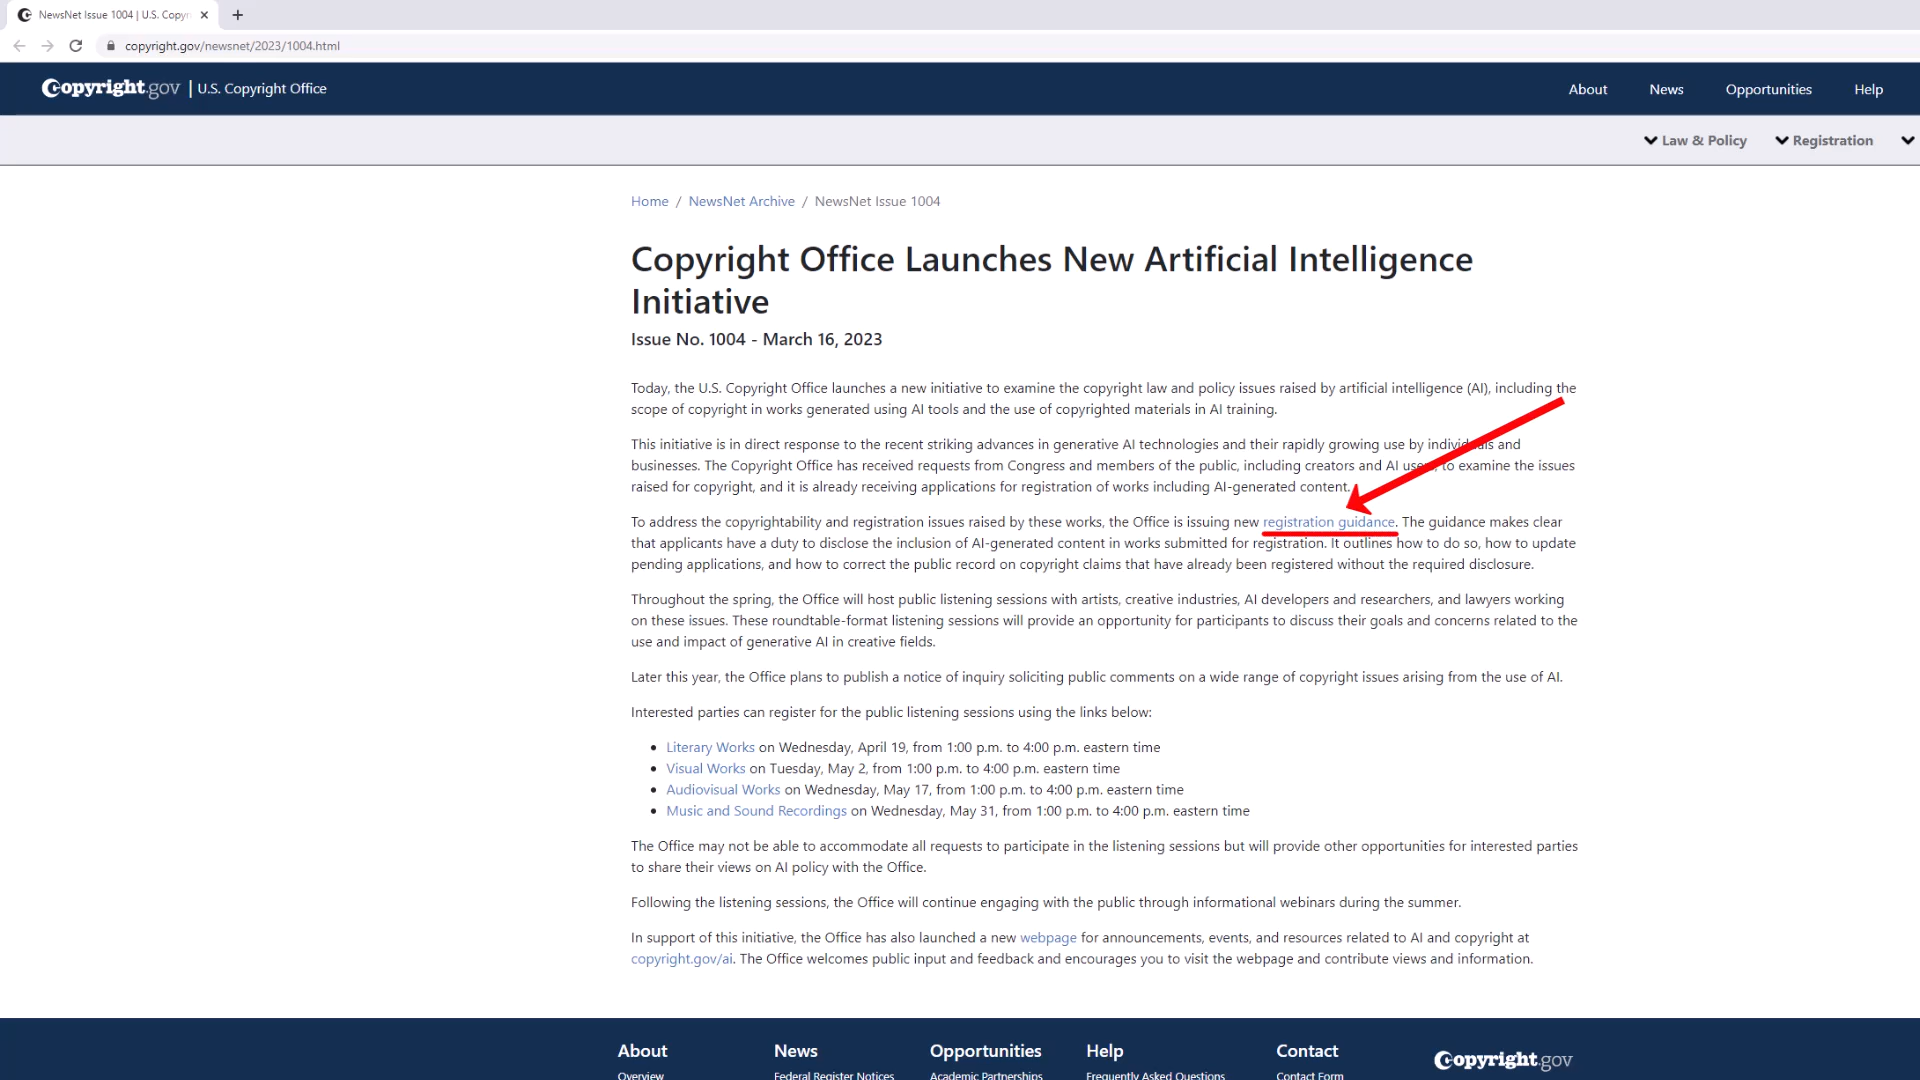 NewsNet Issue 1004 | U.S. Copyr
copyright.gov/newsnet/2023/1004.html
Copyright.gov | U.S. Copyright Office
About News Opportunities Help
Law & Policy Registration
Home / NewsNet Archive / NewsNet Issue 1004
Copyright Office Launches New Artificial Intelligence
Initiative
Issue No. 1004 - March 16, 2023
Today, the U.S. Copyright Office launches a new initiative to examine the copyright law and policy issues raised by artificial intelligence (AI), including the
scope of copyright in works generated using AI tools and the use of copyrighted materials in AI training.
This initiative is in direct response to the recent striking advances in generative AI technologies and their rapidly growing use by individuals and
businesses. The Copyright Office has received requests from Congress and members of the public, including creators and AI users, to examine the issues
raised for copyright, and it is already receiving applications for registration of works including AI-generated content.
To address the copyrightability and registration issues raised by these works, the Office is issuing new registration guidance. The guidance makes clear
that applicants have a duty to disclose the inclusion of AI-generated content in works submitted for registration. It outlines how to do so, how to update
pending applications, and how to correct the public record on copyright claims that have already been registered without the required disclosure.
Throughout the spring, the Office will host public listening sessions with artists, creative industries, AI developers and researchers, and lawyers working
on these issues. These roundtable-format listening sessions will provide an opportunity for participants to discuss their goals and concerns related to the
use and impact of generative AI in creative fields.
Later this year, the Office plans to publish a notice of inquiry soliciting public comments on a wide range of copyright issues arising from the use of AI.
Interested parties can register for the public listening sessions using the links below:
• Literary Works on Wednesday, April 19, from 1:00 p.m. to 4:00 p.m. eastern time
• Visual Works on Tuesday, May 2, from 1:00 p.m. to 4:00 p.m. eastern time
• Audiovisual Works on Wednesday, May 17, from 1:00 p.m. to 4:00 p.m. eastern time
• Music and Sound Recordings on Wednesday, May 31, from 1:00 p.m. to 4:00 p.m. eastern time
The Office may not be able to accommodate all requests to participate in the listening sessions but will provide other opportunities for interested parties
to share their views on AI policy with the Office.
Following the listening sessions, the Office will continue engaging with the public through informational webinars during the summer.
In support of this initiative, the Office has also launched a new webpage for announcements, events, and resources related to AI and copyright at
copyright.gov/ai. The Office welcomes public input and feedback and encourages you to visit the webpage and contribute views and information.
About News Opportunities Help Contact Copyright.gov
Overview Federal Register Notices Academic Partnerships Frequently Asked Questions Contact Form